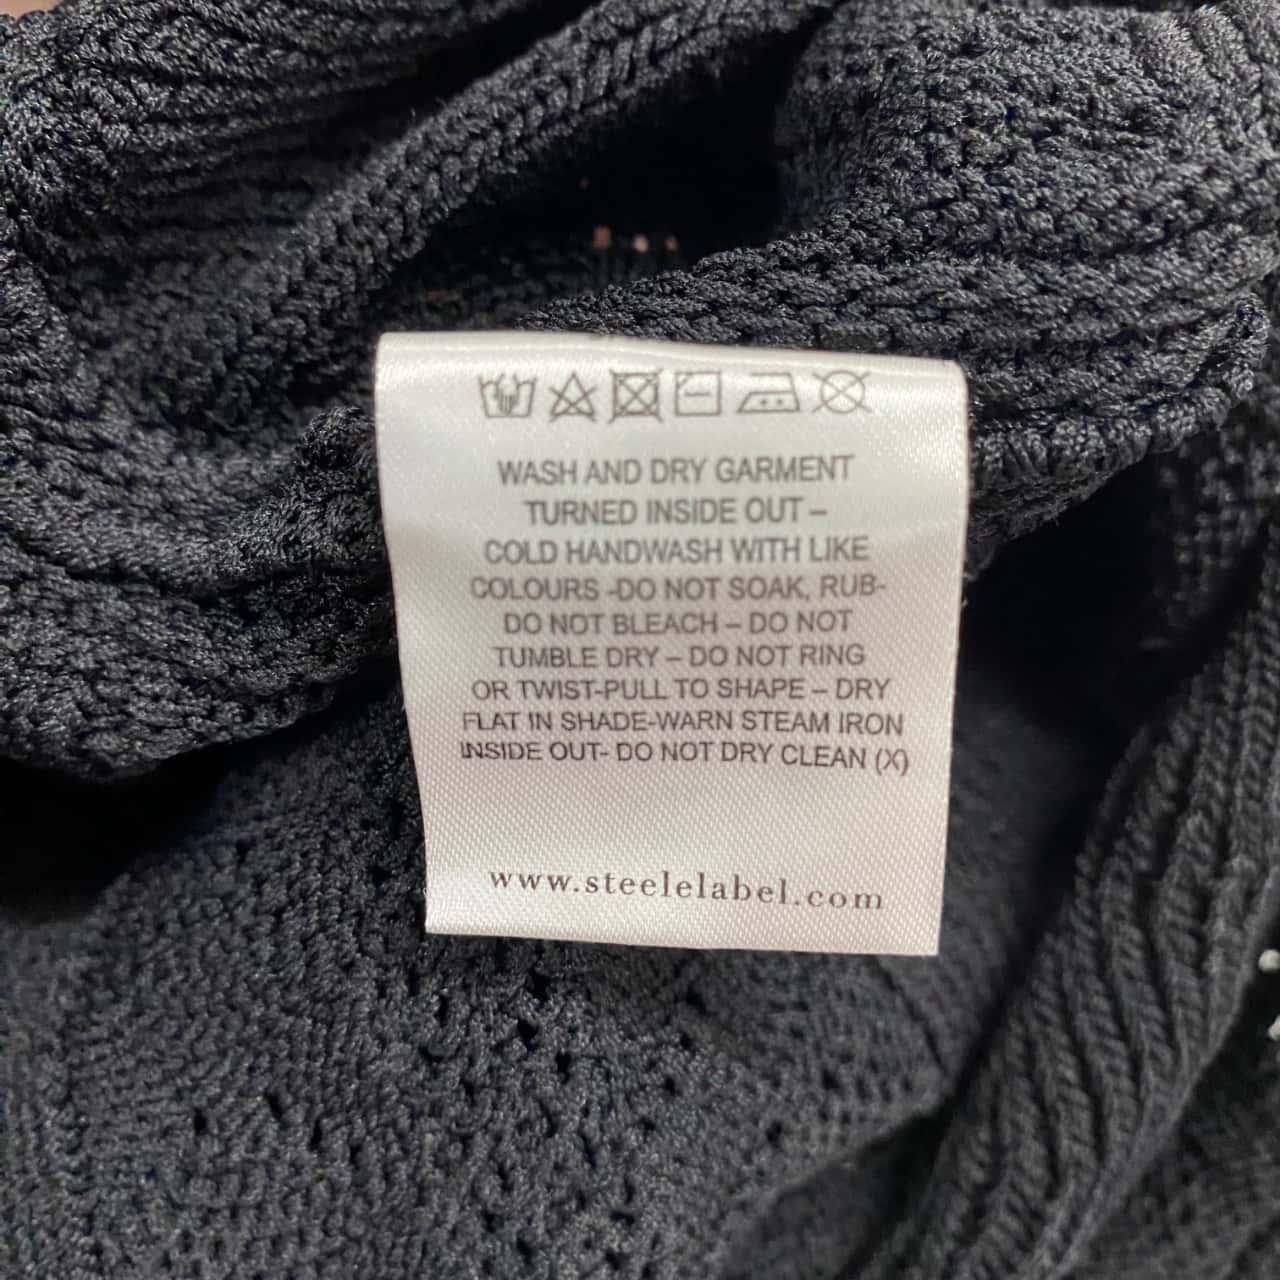 WASH AND DRY GARMENT
TURNED INSIDE OUT –
COLD HANDWASH WITH LIKE
COLOURS -DO NOT SOAK, RUB-
DO NOT BLEACH – DO NOT
TUMBLE DRY – DO NOT RING
OR TWIST-PULL TO SHAPE – DRY
FLAT IN SHADE-WARN STEAM IRON
INSIDE OUT- DO NOT DRY CLEAN (X)
www.steelelabel.com